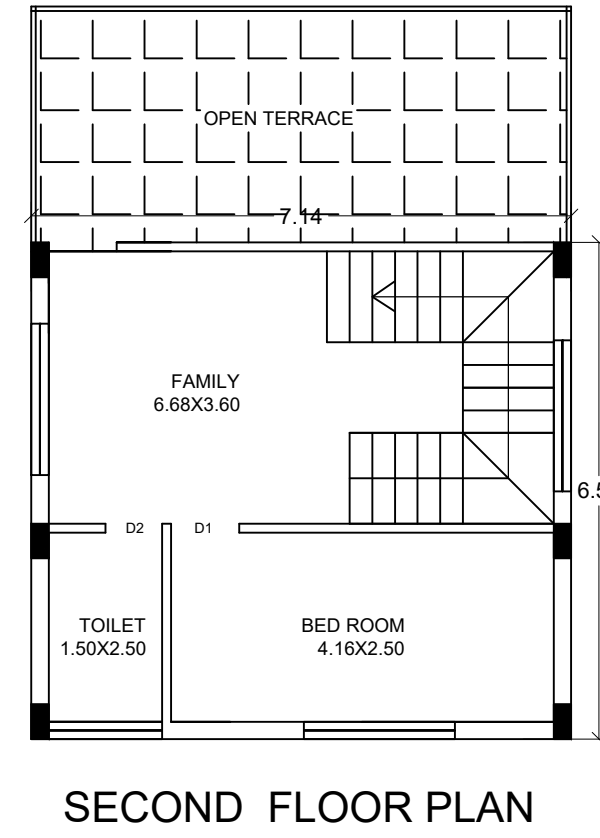 OPEN TERRACE
7.14
FAMILY
6.68X3.60
D2
D1
TOILET
1.50X2.50
BED ROOM
4.16X2.50
SECOND FLOOR PLAN